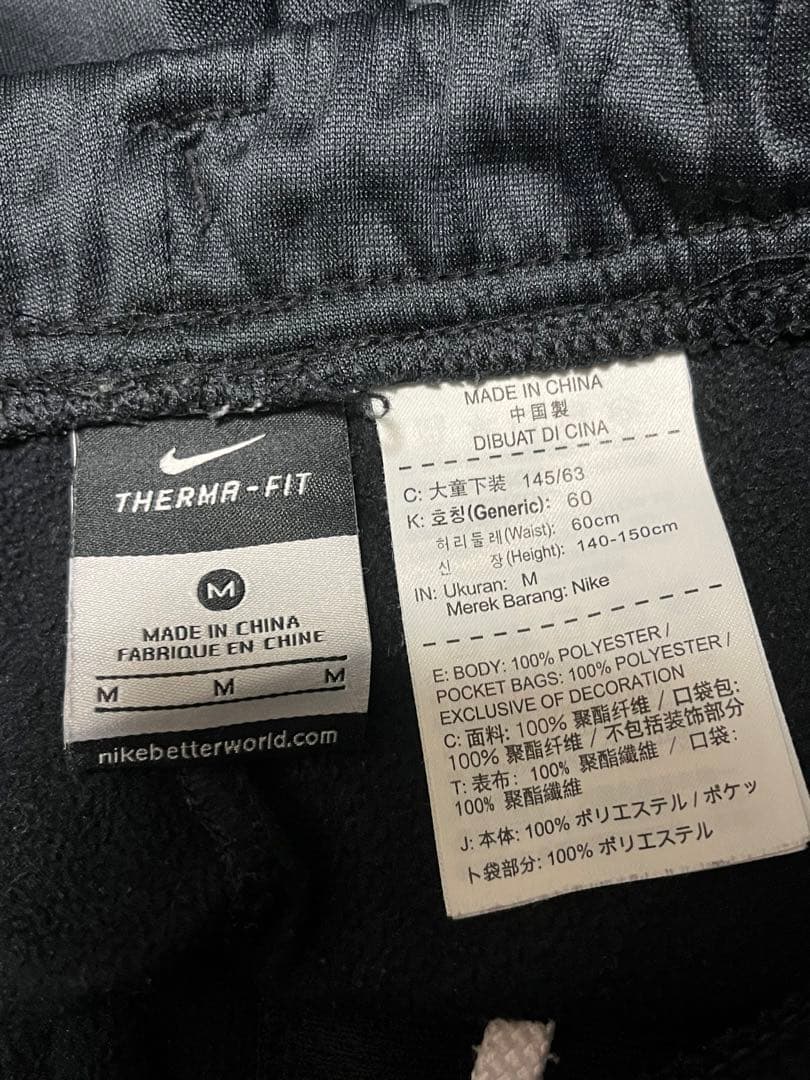 THERMA-FIT
M
MADE IN CHINA
FABRIQUE EN CHINE
M M M
nikebetterworld.com
MADE IN CHINA
中国製
DIBUAT DI CINA
C: 大童下装 145/63
K: 호칭(Generic): 60
허리둘레(Waist): 60cm
신 장(Height): 140-150cm
IN: Ukuran: M
Merek Barang: Nike
E: BODY: 100% POLYESTER /
POCKET BAGS: 100% POLYESTER /
EXCLUSIVE OF DECORATION
C: 面料: 100% 聚酯纤维 / 口袋包:
100% 聚酯纤维 / 不包括装饰部分
T: 表布: 100% 聚酯纖維 / 口袋:
100% 聚酯纖維
J: 本体: 100% ポリエステル / ポケッ
ト袋部分: 100% ポリエステル